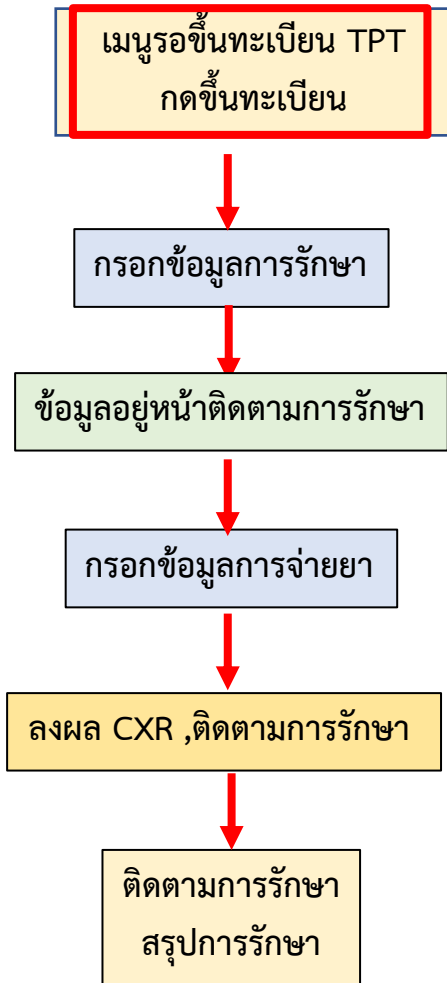 เมนูรอขึ้นทะเบียน TPT
กดขึ้นทะเบียน
กรอกข้อมูลการรักษา
ข้อมูลอยู่หน้าติดตามการรักษา
กรอกข้อมูลการจ่ายยา
ลงผล CXR ,ติดตามการรักษา
ติดตามการรักษา
สรุปการรักษา